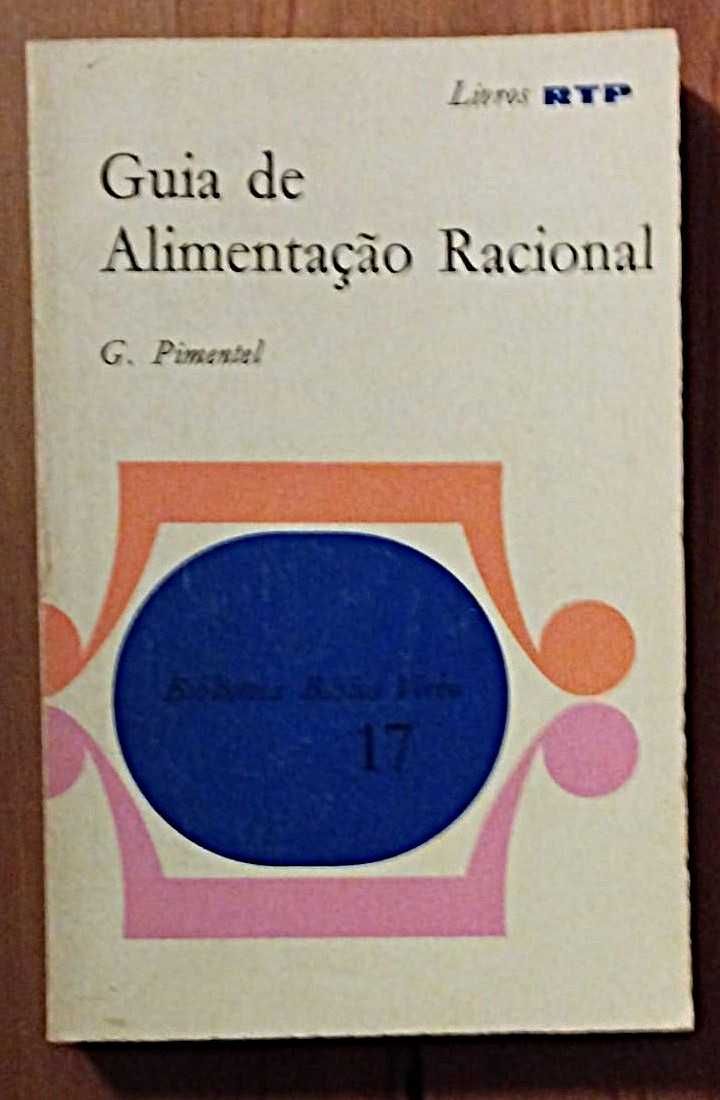 Livros RTP
Guia de
Alimentação Racional
G. Pimentel
Biblioteca Básica Verbo
17